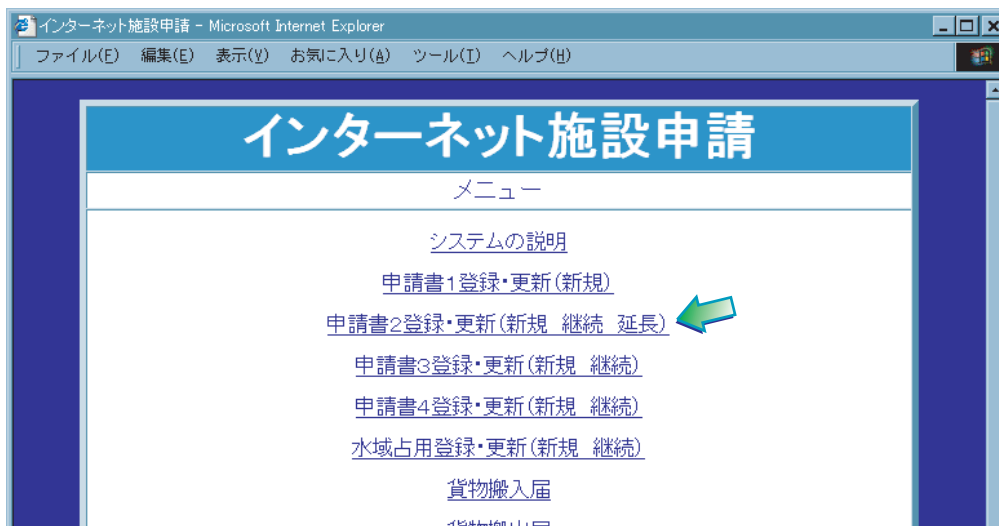 インターネット施設申請 - Microsoft Internet Explorer
ファイル(F) 編集(E) 表示(V) お気に入り(A) ツール(T) ヘルプ(H)
インターネット施設申請
メニュー
システムの説明
申請書1登録・更新(新規)
申請書2登録・更新(新規 継続 延長)
申請書3登録・更新(新規 継続)
申請書4登録・更新(新規 継続)
水域占用登録・更新(新規 継続)
貨物搬入届